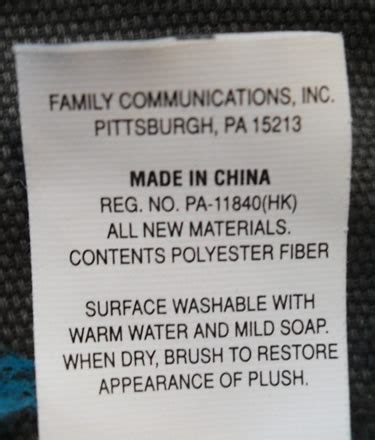 FAMILY COMMUNICATIONS, INC.
PITTSBURGH, PA 15213
MADE IN CHINA
REG. NO. PA-11840(HK)
ALL NEW MATERIALS.
CONTENTS POLYESTER FIBER
SURFACE WASHABLE WITH
WARM WATER AND MILD SOAP.
WHEN DRY, BRUSH TO RESTORE
APPEARANCE OF PLUSH.